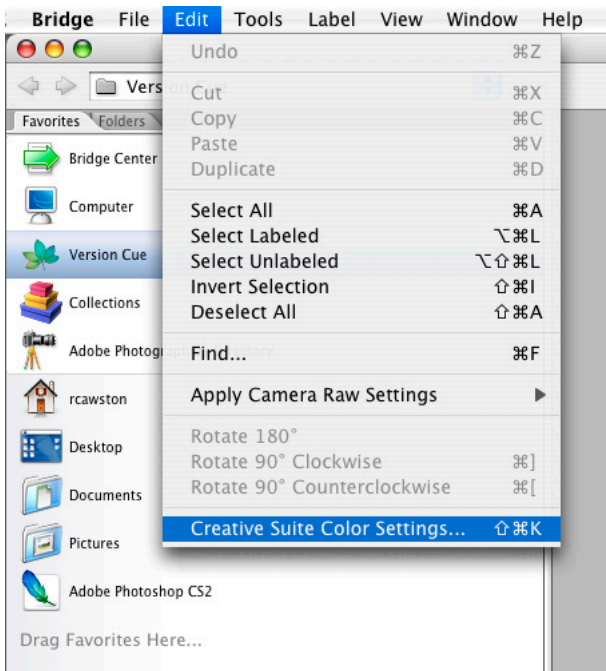 Bridge File Edit Tools Label View Window Help
Undo ⌘Z
Vers
Cut ⌘X
Favorites Folders
Copy ⌘C
Paste ⌘V
Bridge Center
Duplicate ⌘D
Computer
Select All ⌘A
Select Labeled ⌥⌘L
Version Cue
Select Unlabeled ⌥⇧⌘L
Invert Selection ⇧⌘I
Collections
Deselect All ⇧⌘A
Adobe Photog
Find... ⌘F
rcawston
Apply Camera Raw Settings ▶
Desktop
Rotate 180°
Rotate 90° Clockwise ⌘]
Rotate 90° Counterclockwise ⌘[
Documents
Creative Suite Color Settings... ⇧⌘K
Pictures
Adobe Photoshop CS2
Drag Favorites Here...